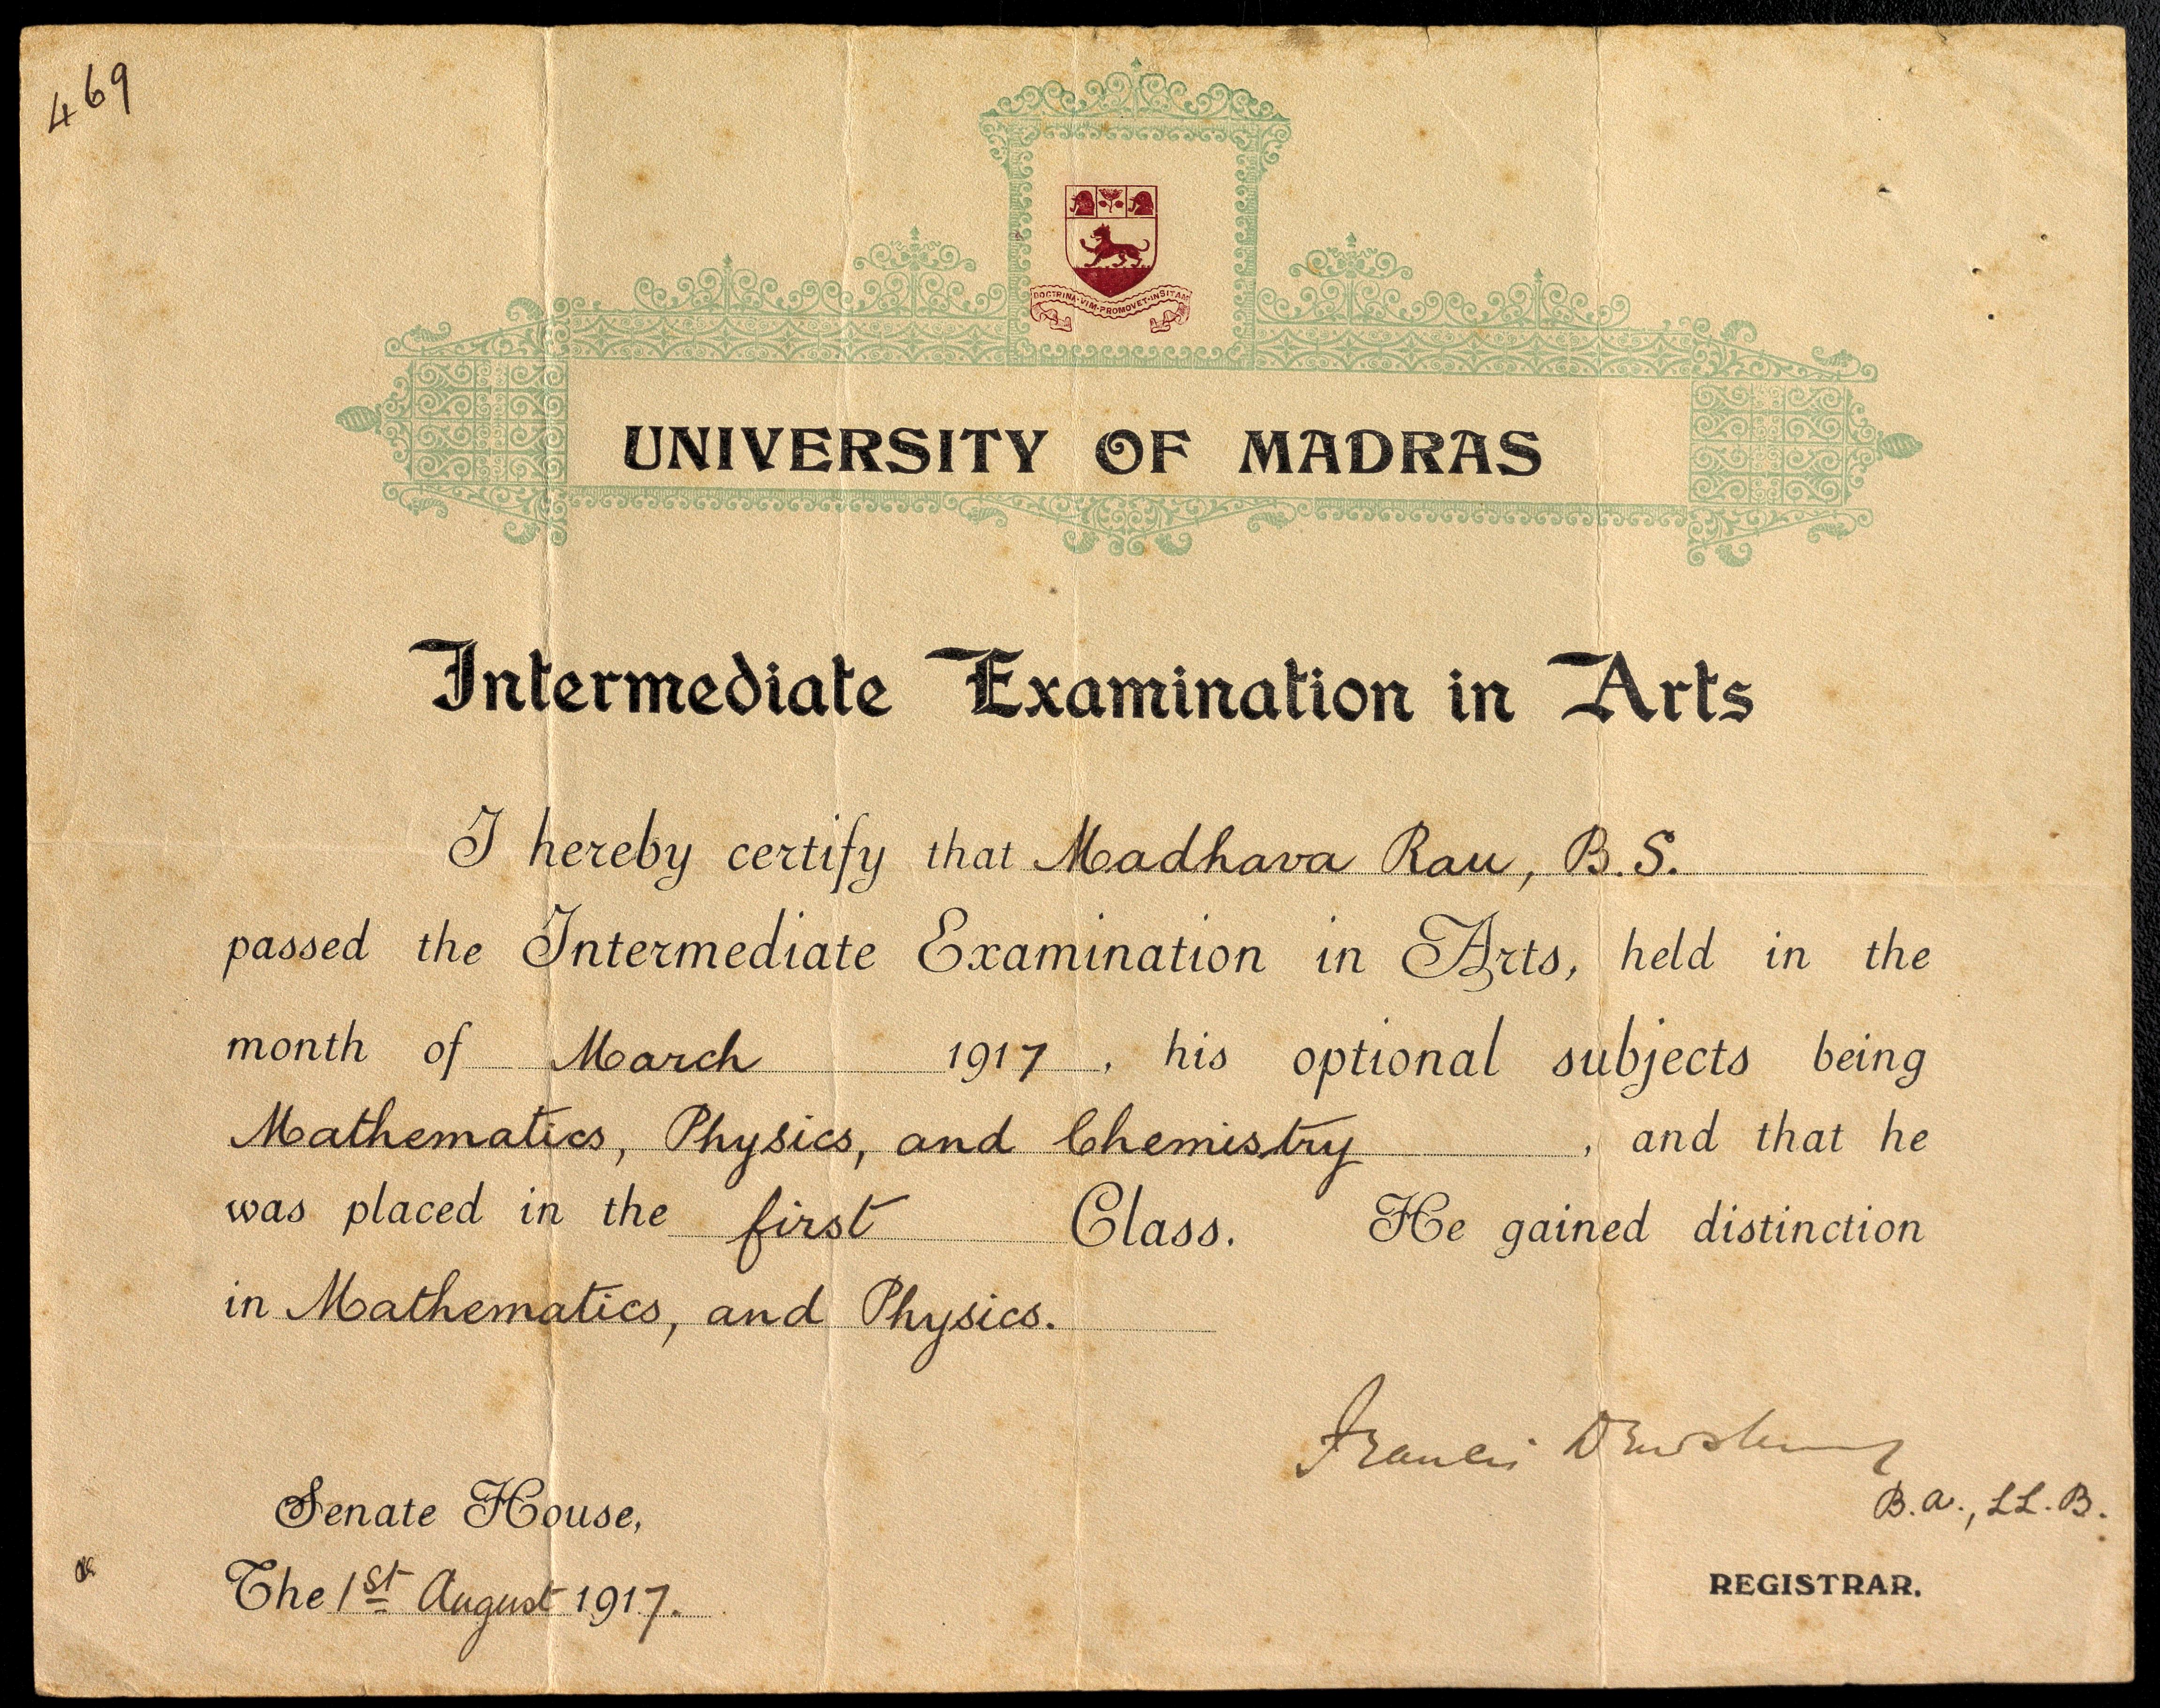 469
DOCTRINA·VIM·PROMOVET·INSITAM
UNIVERSITY OF MADRAS
Intermediate Examination in Arts
I hereby certify that Madhava Rau, B.S.
passed the Intermediate Examination in Arts, held in the
month of March 1917, his optional subjects being
Mathematics, Physics, and Chemistry, and that he
was placed in the first Class. He gained distinction
in Mathematics, and Physics.
Francis Dewsbury
B.A., LL.B.
Senate House,
The 1st August 1917.
REGISTRAR.